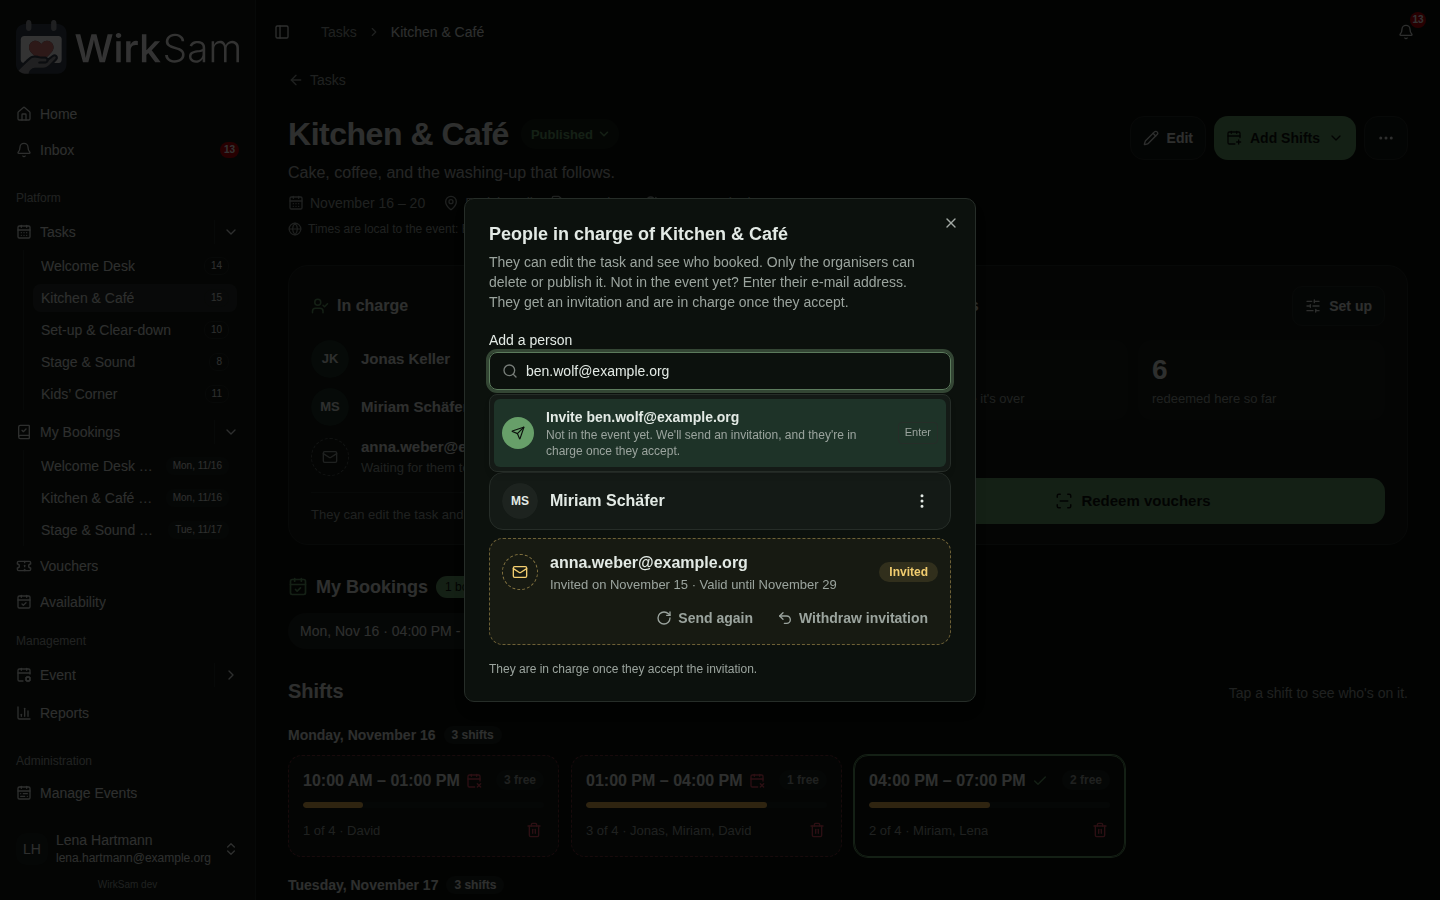 WirkSam
Home
Inbox
13
Platform
Tasks
Welcome Desk 14
Kitchen & Café 15
Set-up & Clear-down 10
Stage & Sound 8
Kids' Corner 11
My Bookings
Welcome Desk … Mon, 11/16
Kitchen & Café … Mon, 11/16
Stage & Sound … Tue, 11/17
Vouchers
Availability
Management
Event
Reports
Administration
Manage Events
LH
Lena Hartmann
lena.hartmann@example.org
WirkSam dev
Tasks
Kitchen & Café
13
Tasks
Kitchen & Café
Published
Edit
Add Shifts
Cake, coffee, and the washing-up that follows.
November 16 – 20
Times are local to the event:
In charge
JK Jonas Keller
MS Miriam Schäfe
anna.weber@e
Waiting for them t
They can edit the task and
Set up
it's over
6
redeemed here so far
Redeem vouchers
People in charge of Kitchen & Café
They can edit the task and see who booked. Only the organisers can
delete or publish it. Not in the event yet? Enter their e-mail address.
They get an invitation and are in charge once they accept.
Add a person
ben.wolf@example.org
Invite ben.wolf@example.org
Not in the event yet. We'll send an invitation, and they're in
charge once they accept.
Enter
MS
Miriam Schäfer
anna.weber@example.org
Invited on November 15 · Valid until November 29
Invited
Send again
Withdraw invitation
They are in charge once they accept the invitation.
My Bookings
Mon, Nov 16 · 04:00 PM -
Shifts
Tap a shift to see who's on it.
Monday, November 16
3 shifts
10:00 AM – 01:00 PM
3 free
1 of 4 · David
01:00 PM – 04:00 PM
1 free
3 of 4 · Jonas, Miriam, David
04:00 PM – 07:00 PM
2 free
2 of 4 · Miriam, Lena
Tuesday, November 17
3 shifts